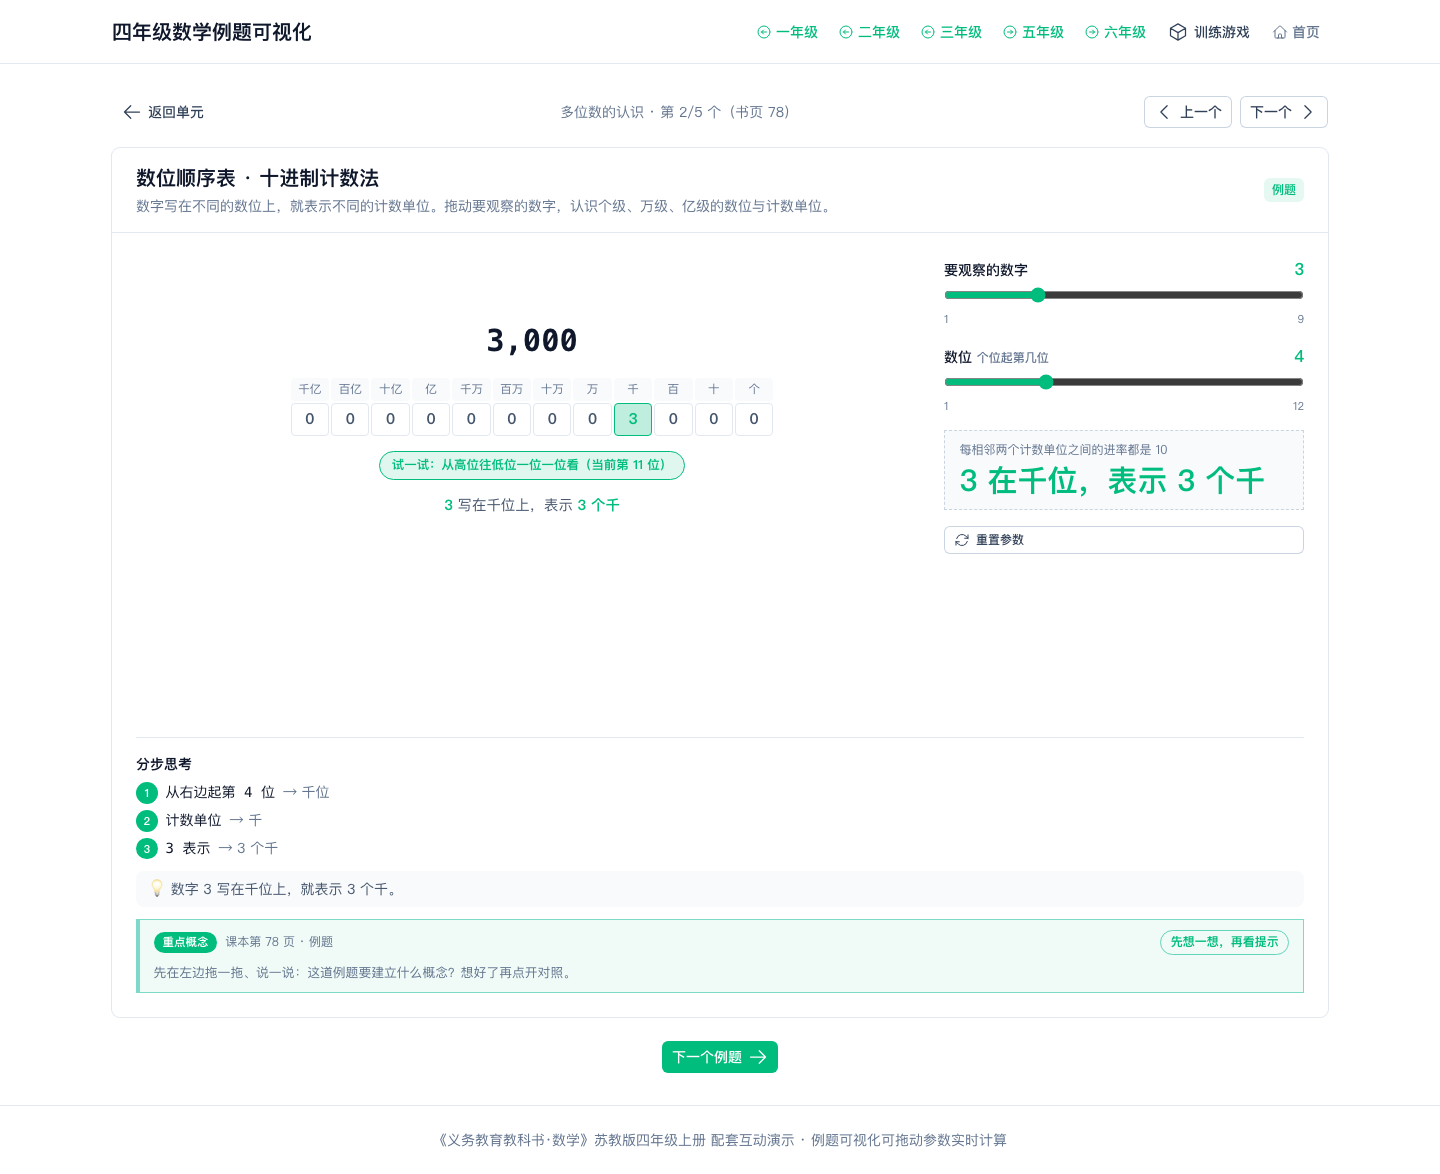 四年级数学例题可视化
一年级 二年级 三年级 五年级 六年级 训练游戏 首页
返回单元 多位数的认识 · 第 2/5 个（书页 78） 上一个 下一个
数位顺序表 · 十进制计数法
例题
数字写在不同的数位上，就表示不同的计数单位。拖动要观察的数字，认识个级、万级、亿级的数位与计数单位。
3,000
千亿 百亿 十亿 亿 千万 百万 十万 万 千 百 十 个
0 0 0 0 0 0 0 0 3 0 0 0
试一试：从高位往低位一位一位看（当前第 11 位）
3 写在千位上，表示 3 个千
要观察的数字 3
1 9
数位 个位起第几位 4
1 12
每相邻两个计数单位之间的进率都是 10
3 在千位，表示 3 个千
重置参数
分步思考
1 从右边起第 4 位 → 千位
2 计数单位 → 千
3 3 表示 → 3 个千
💡 数字 3 写在千位上，就表示 3 个千。
重点概念 课本第 78 页 · 例题 先想一想，再看提示
先在左边拖一拖、说一说：这道例题要建立什么概念？想好了再点开对照。
下一个例题 →
《义务教育教科书·数学》苏教版四年级上册 配套互动演示 · 例题可视化可拖动参数实时计算